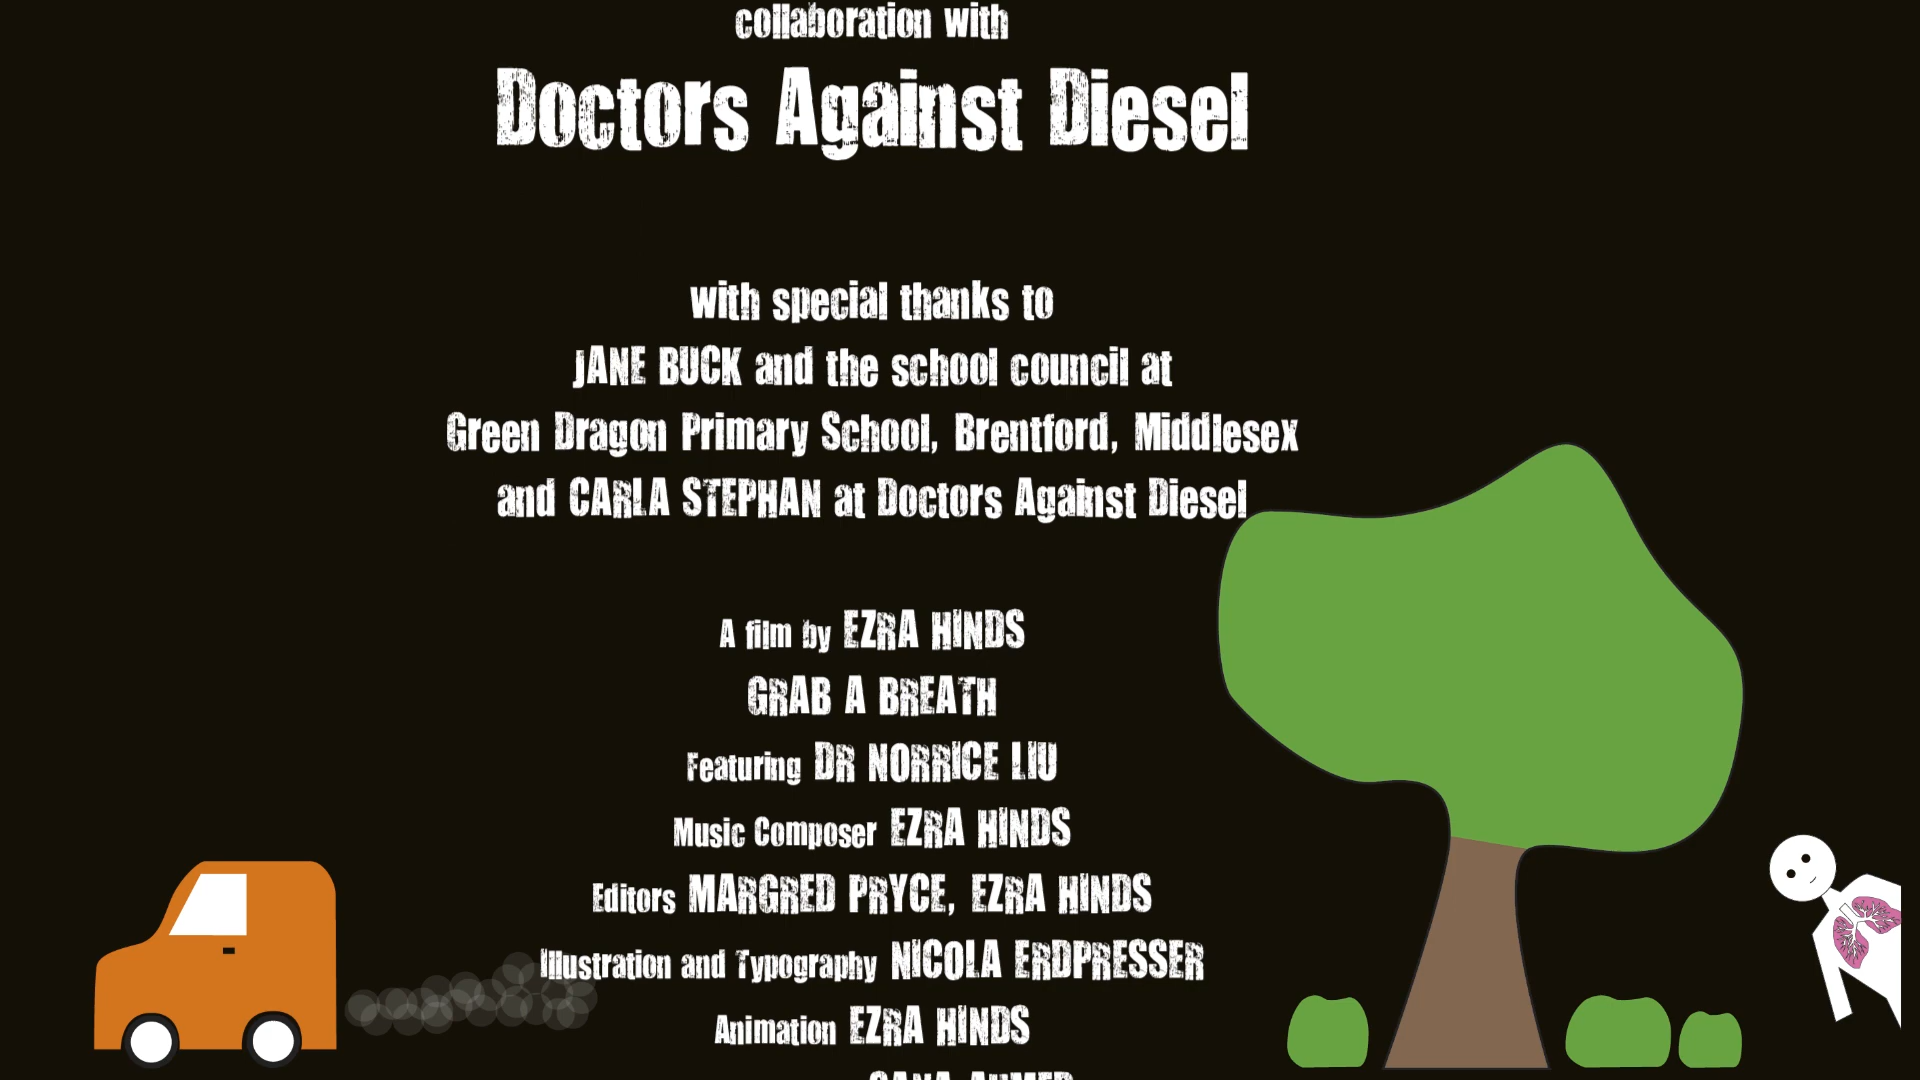 collaboration with
Doctors Against Diesel
with special thanks to
JANE BUCK and the school council at
Green Dragon Primary School, Brentford, Middlesex
and CARLA STEPHAN at Doctors Against Diesel
A film by EZRA HINDS
GRAB A BREATH
Featuring DR NORRICE LIU
Music Composer EZRA HINDS
Editors MARGRED PRYCE, EZRA HINDS
Illustration and Typography NICOLA ERDPRESSER
Animation EZRA HINDS